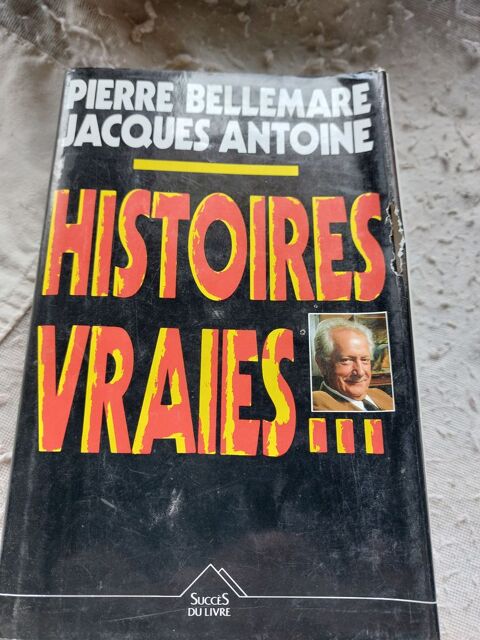 PIERRE BELLEMARE
JACQUES ANTOINE
HISTOIRES
VRAIES...
SUCCÈS
DU LIVRE